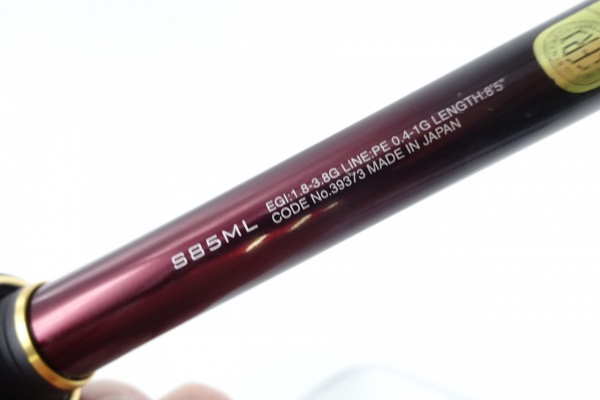 S85ML
EGI:1.8-3.8G LINE:PE 0.4-1G LENGTH:8'5"
CODE No.39373 MADE IN JAPAN